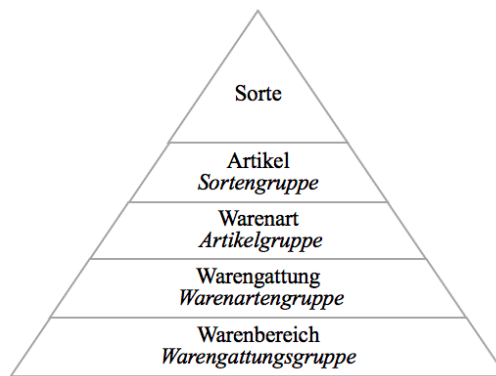 Sorte
Artikel
Sortengruppe
Warenart
Artikelgruppe
Warengattung
Warenartengruppe
Warenbereich
Warengattungsgruppe